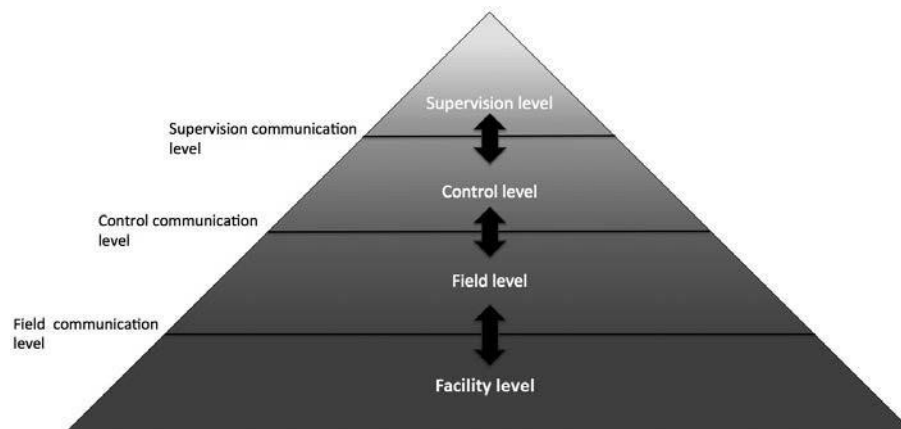 Supervision level
Supervision communication
level
Control level
Control communication
level
Field level
Field communication
level
Facility level